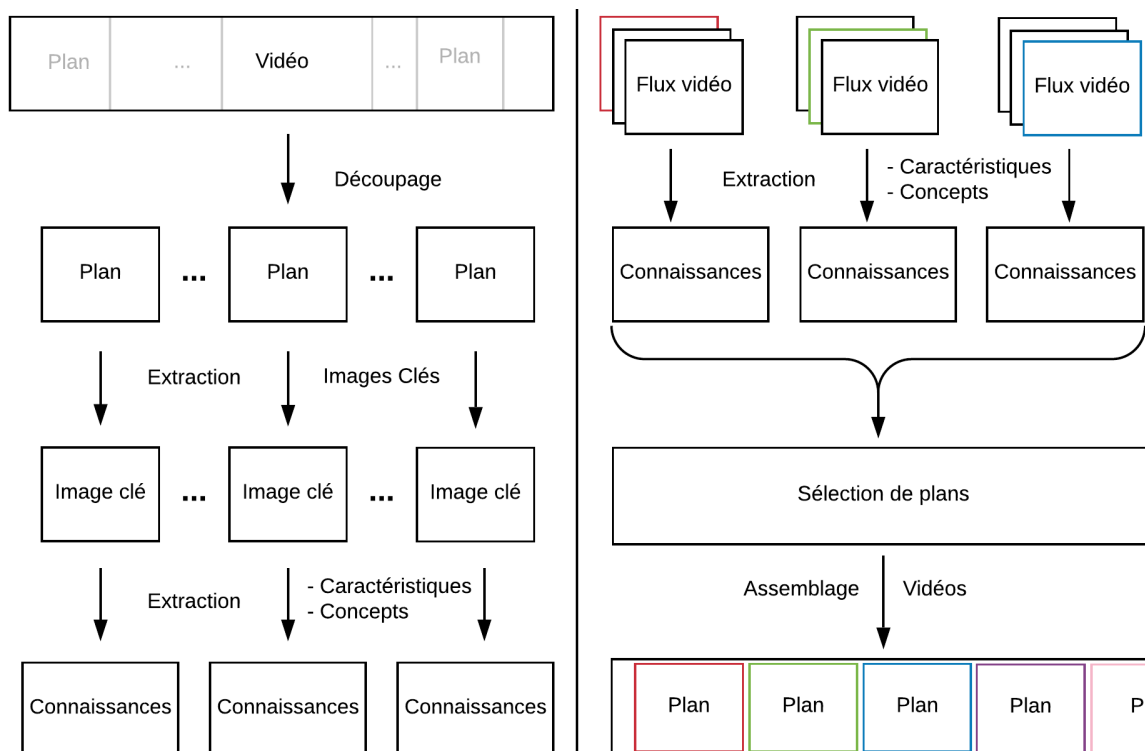 Plan
...
Vidéo
...
Plan
Découpage
Plan
...
Plan
...
Plan
Extraction
Images Clés
Image clé
...
Image clé
...
Image clé
Extraction
- Caractéristiques
- Concepts
Connaissances
Connaissances
Connaissances
Flux vidéo
Flux vidéo
Flux vidéo
Extraction
- Caractéristiques
- Concepts
Connaissances
Connaissances
Connaissances
Sélection de plans
Assemblage
Vidéos
Plan
Plan
Plan
Plan